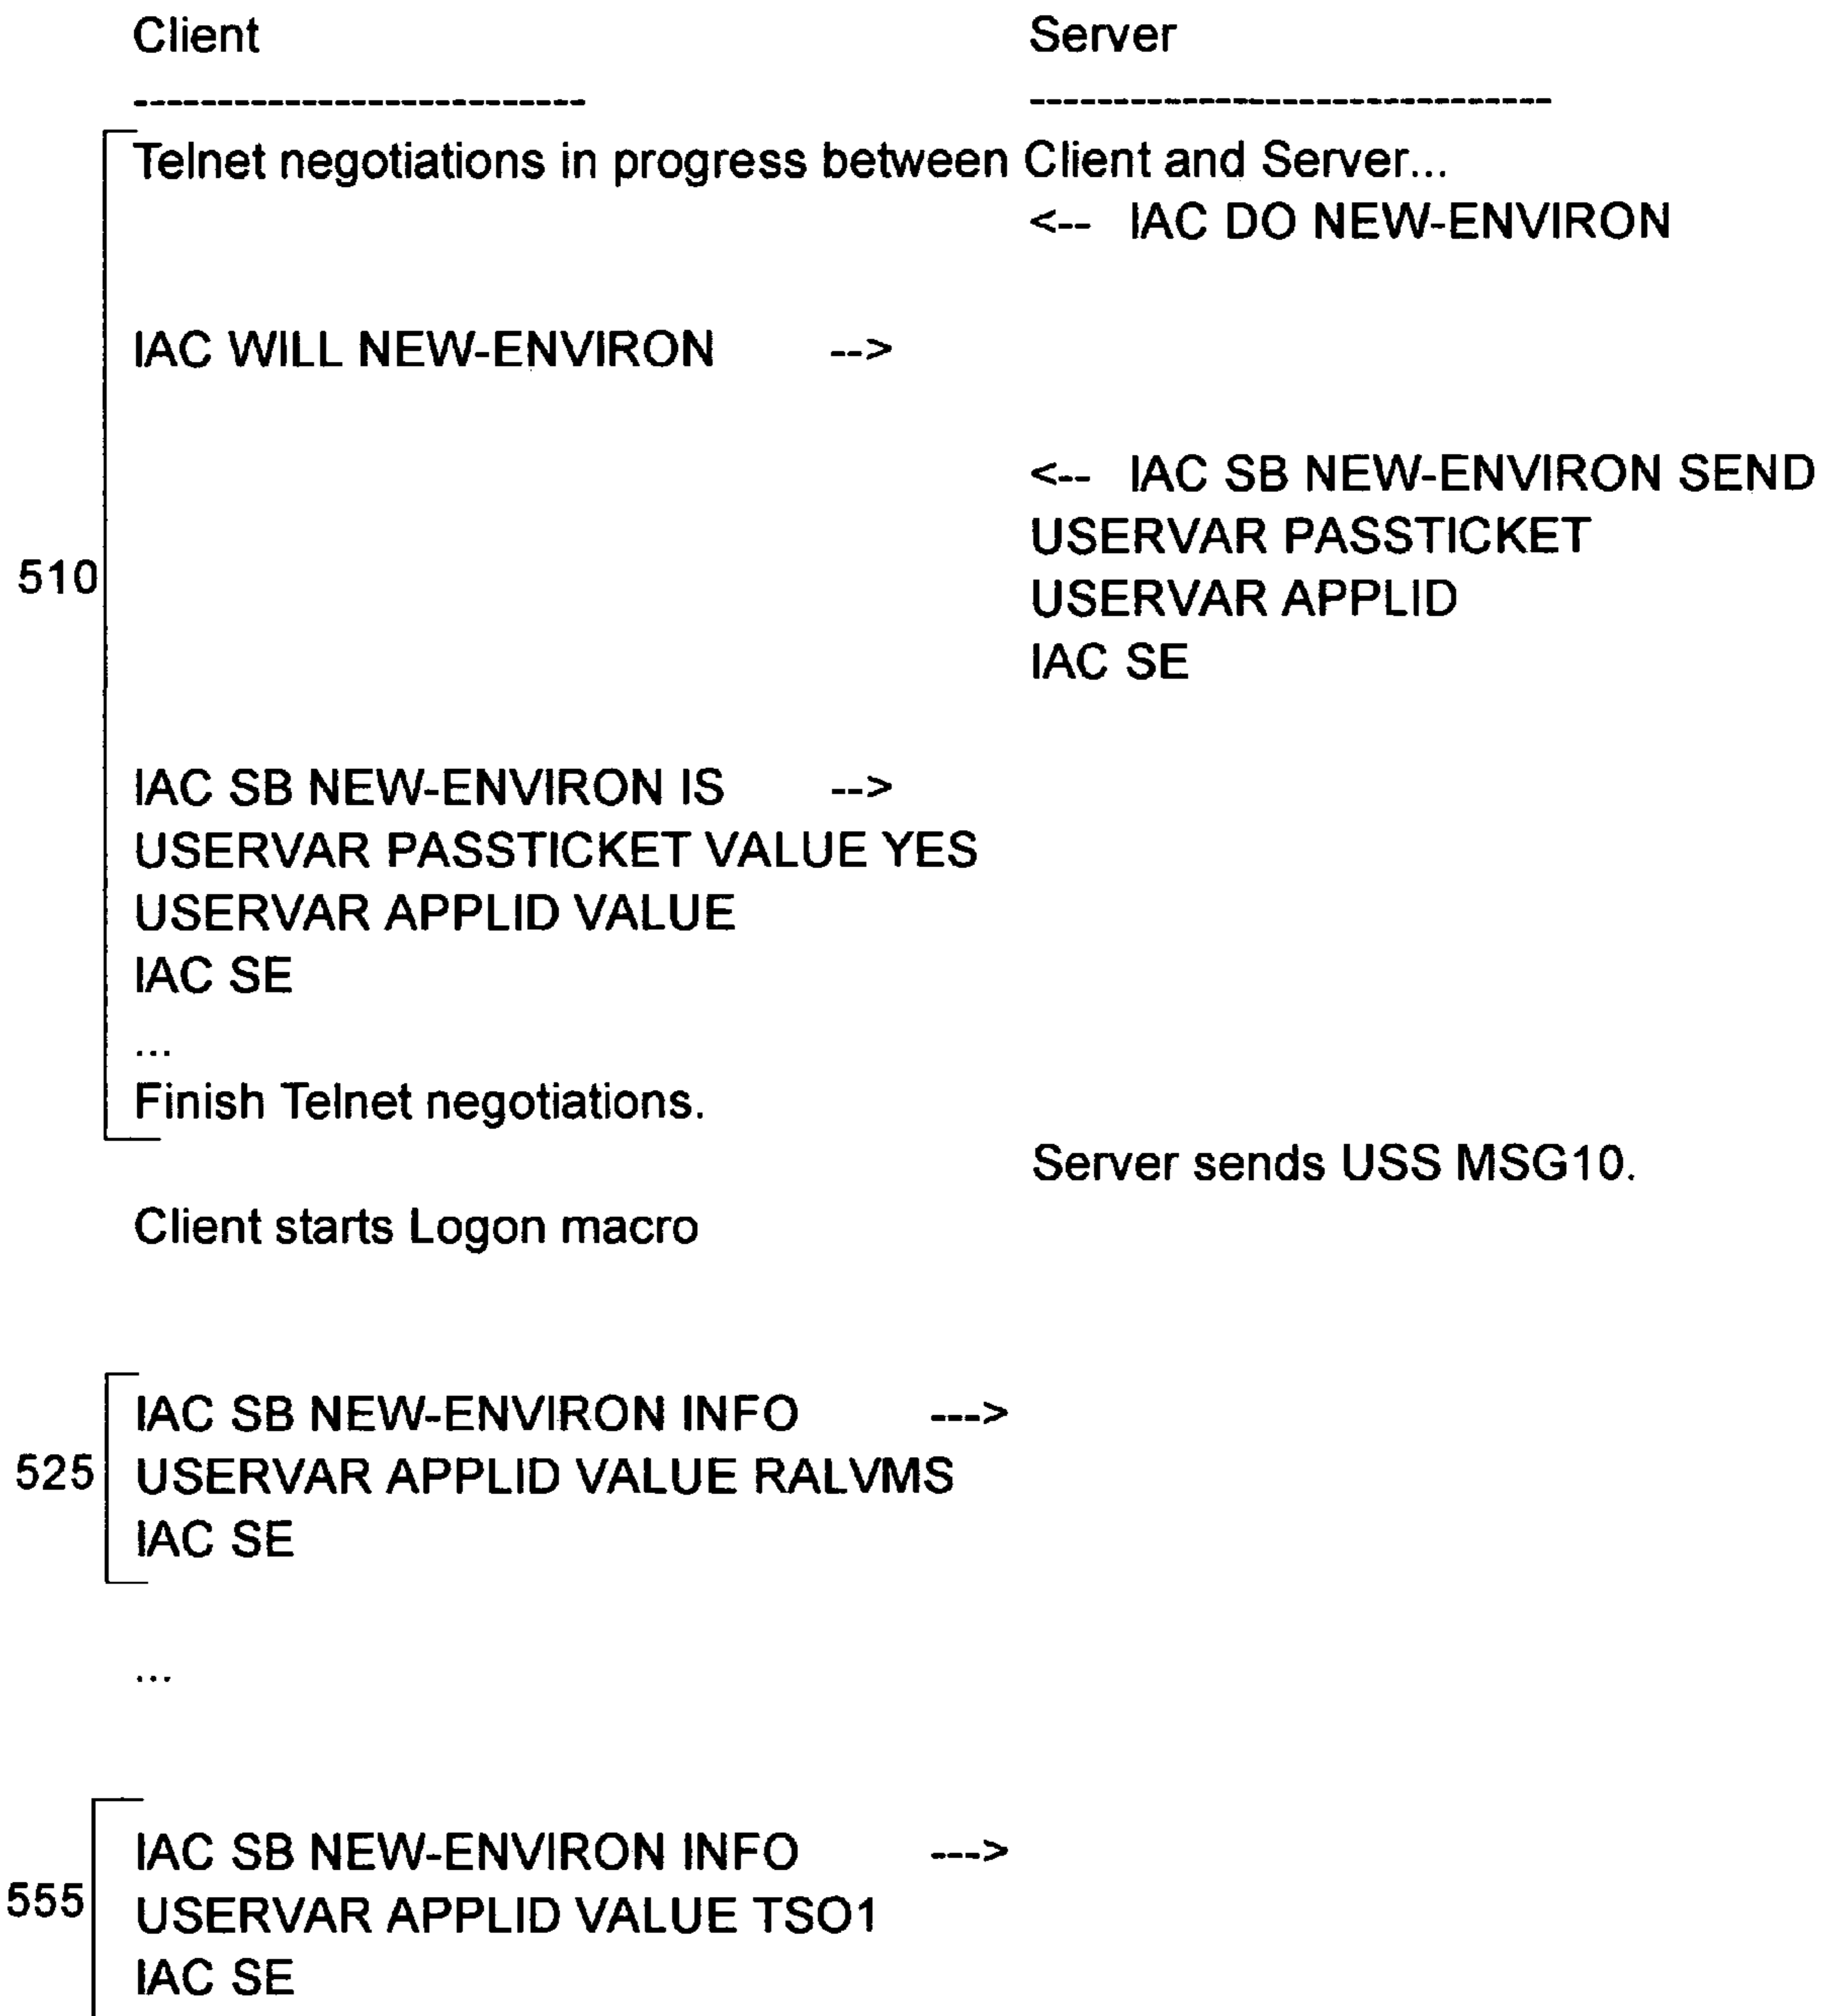 Client Server
--------------------------- -------------------------------
Telnet negotiations in progress between Client and Server...
<-- IAC DO NEW-ENVIRON
IAC WILL NEW-ENVIRON -->
<-- IAC SB NEW-ENVIRON SEND
USERVAR PASSTICKET
510
USERVAR APPLID
IAC SE
IAC SB NEW-ENVIRON IS -->
USERVAR PASSTICKET VALUE YES
USERVAR APPLID VALUE
IAC SE
...
Finish Telnet negotiations.
Server sends USS MSG10.
Client starts Logon macro
IAC SB NEW-ENVIRON INFO --->
525 USERVAR APPLID VALUE RALVMS
IAC SE
...
IAC SB NEW-ENVIRON INFO --->
555 USERVAR APPLID VALUE TSO1
IAC SE